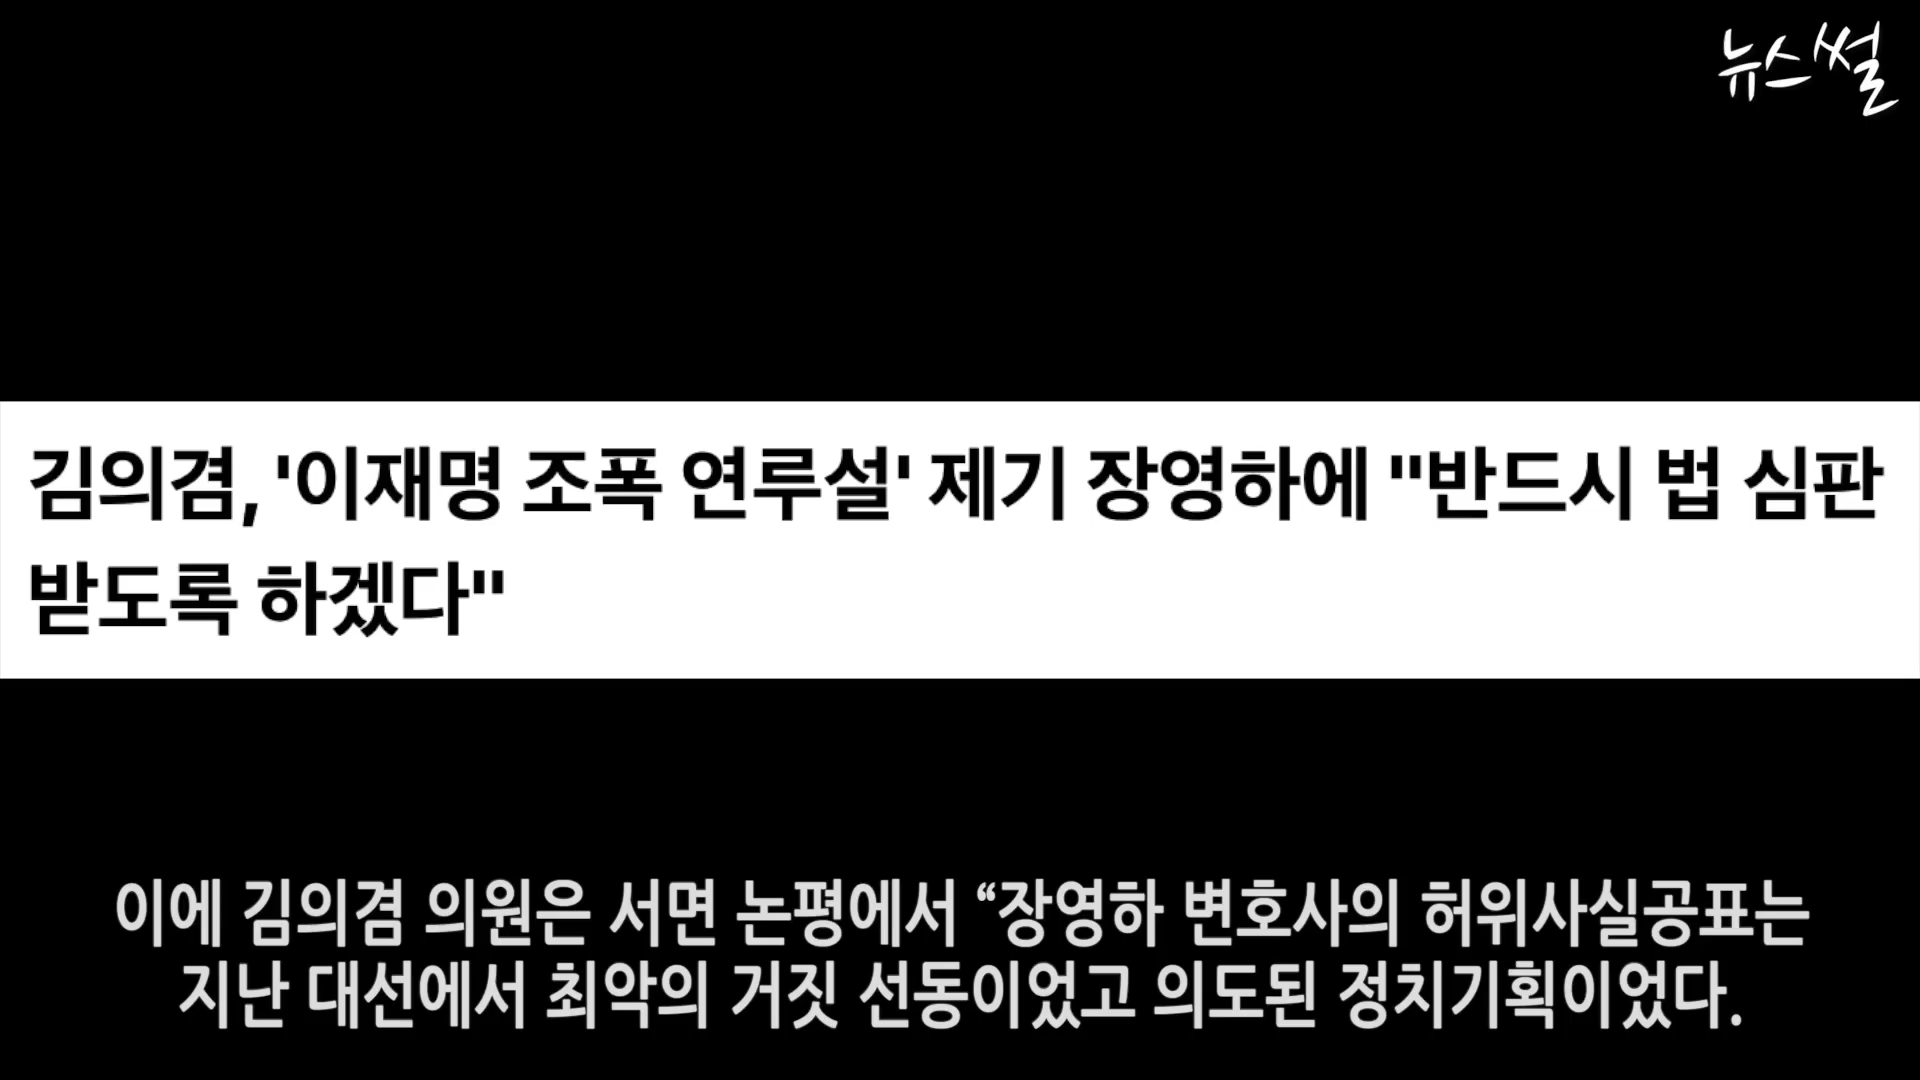 뉴스썰
김의겸, '이재명 조폭 연루설' 제기 장영하에 "반드시 법 심판
받도록 하겠다"
이에 김의겸 의원은 서면 논평에서 “장영하 변호사의 허위사실공표는
지난 대선에서 최악의 거짓 선동이었고 의도된 정치기획이었다.